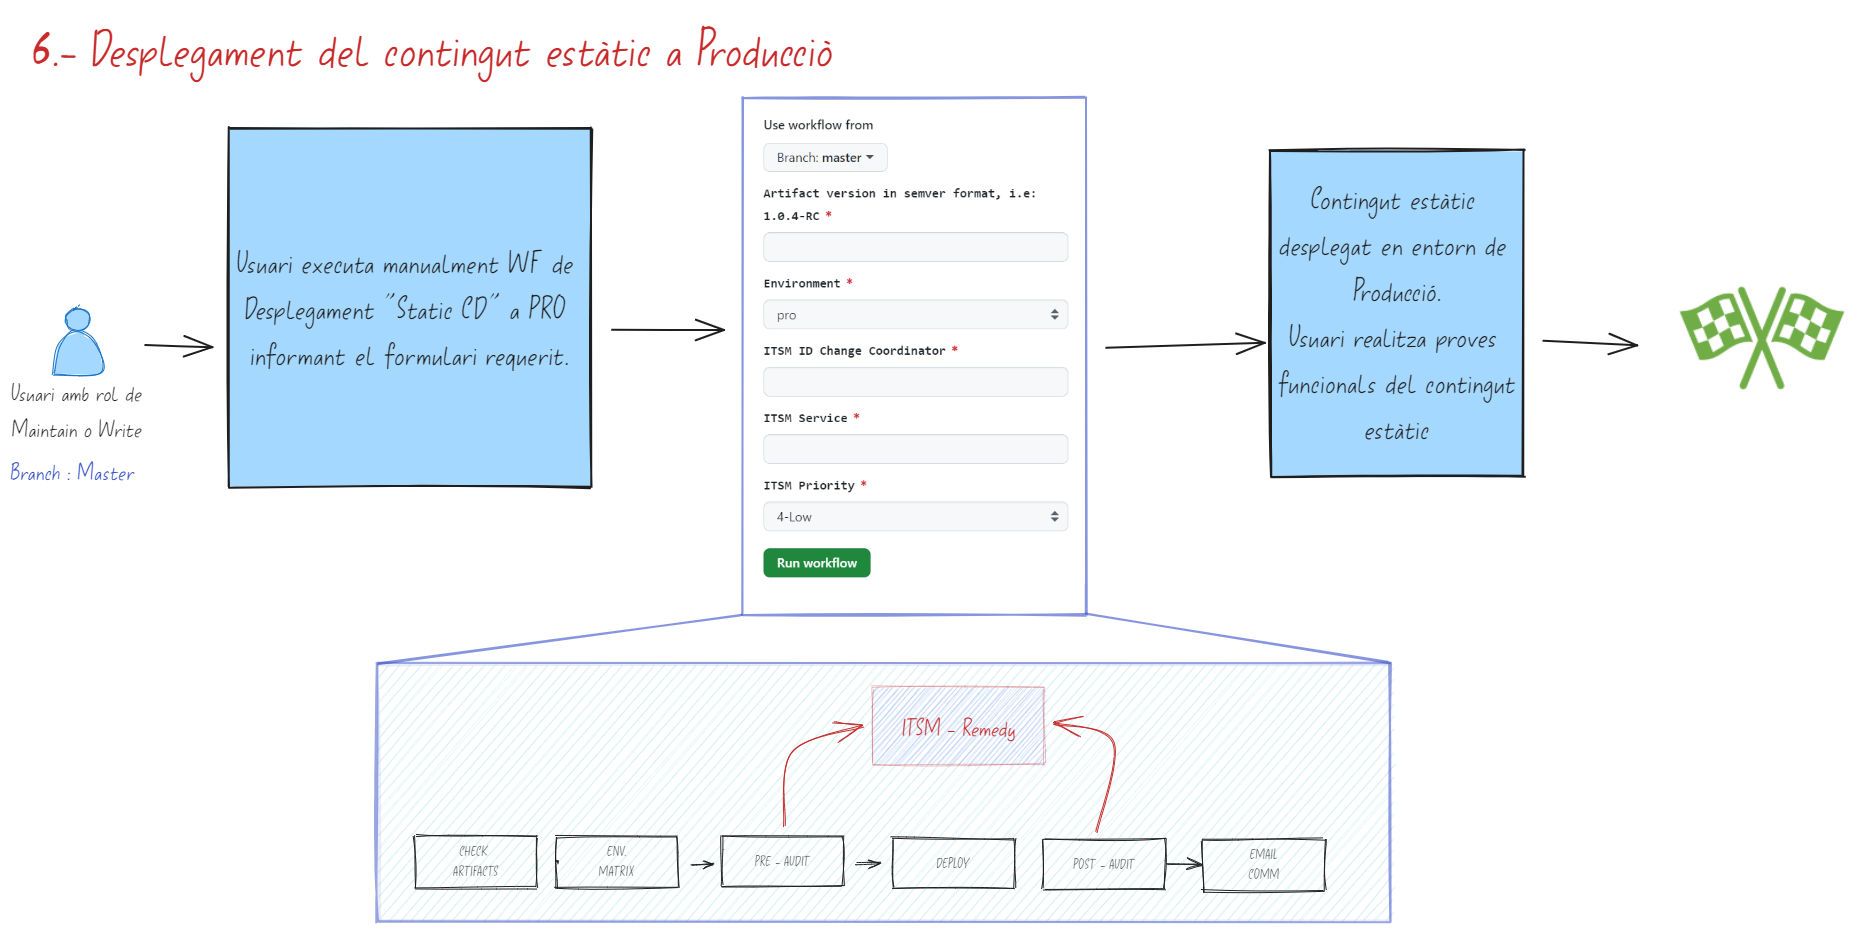 6.- Desplegament del contingut estàtic a Producciò
Usuari amb rol de
Maintain o Write
Branch : Master
Usuari executa manualment WF de
Desplegament "Static CD" a PRO
informant el formulari requerit.
Use workflow from
Branch: master
Artifact version in semver format, i.e:
1.0.4-RC *
Environment *
pro
ITSM ID Change Coordinator *
ITSM Service *
ITSM Priority *
4-Low
Run workflow
Contingut estàtic
desplegat en entorn de
Producció.
Usuari realitza proves
funcionals del contingut
estàtic
ITSM - Remedy
CHECK
ARTIFACTS
ENV.
MATRIX
PRE - AUDIT
DEPLOY
POST - AUDIT
EMAIL
COMM